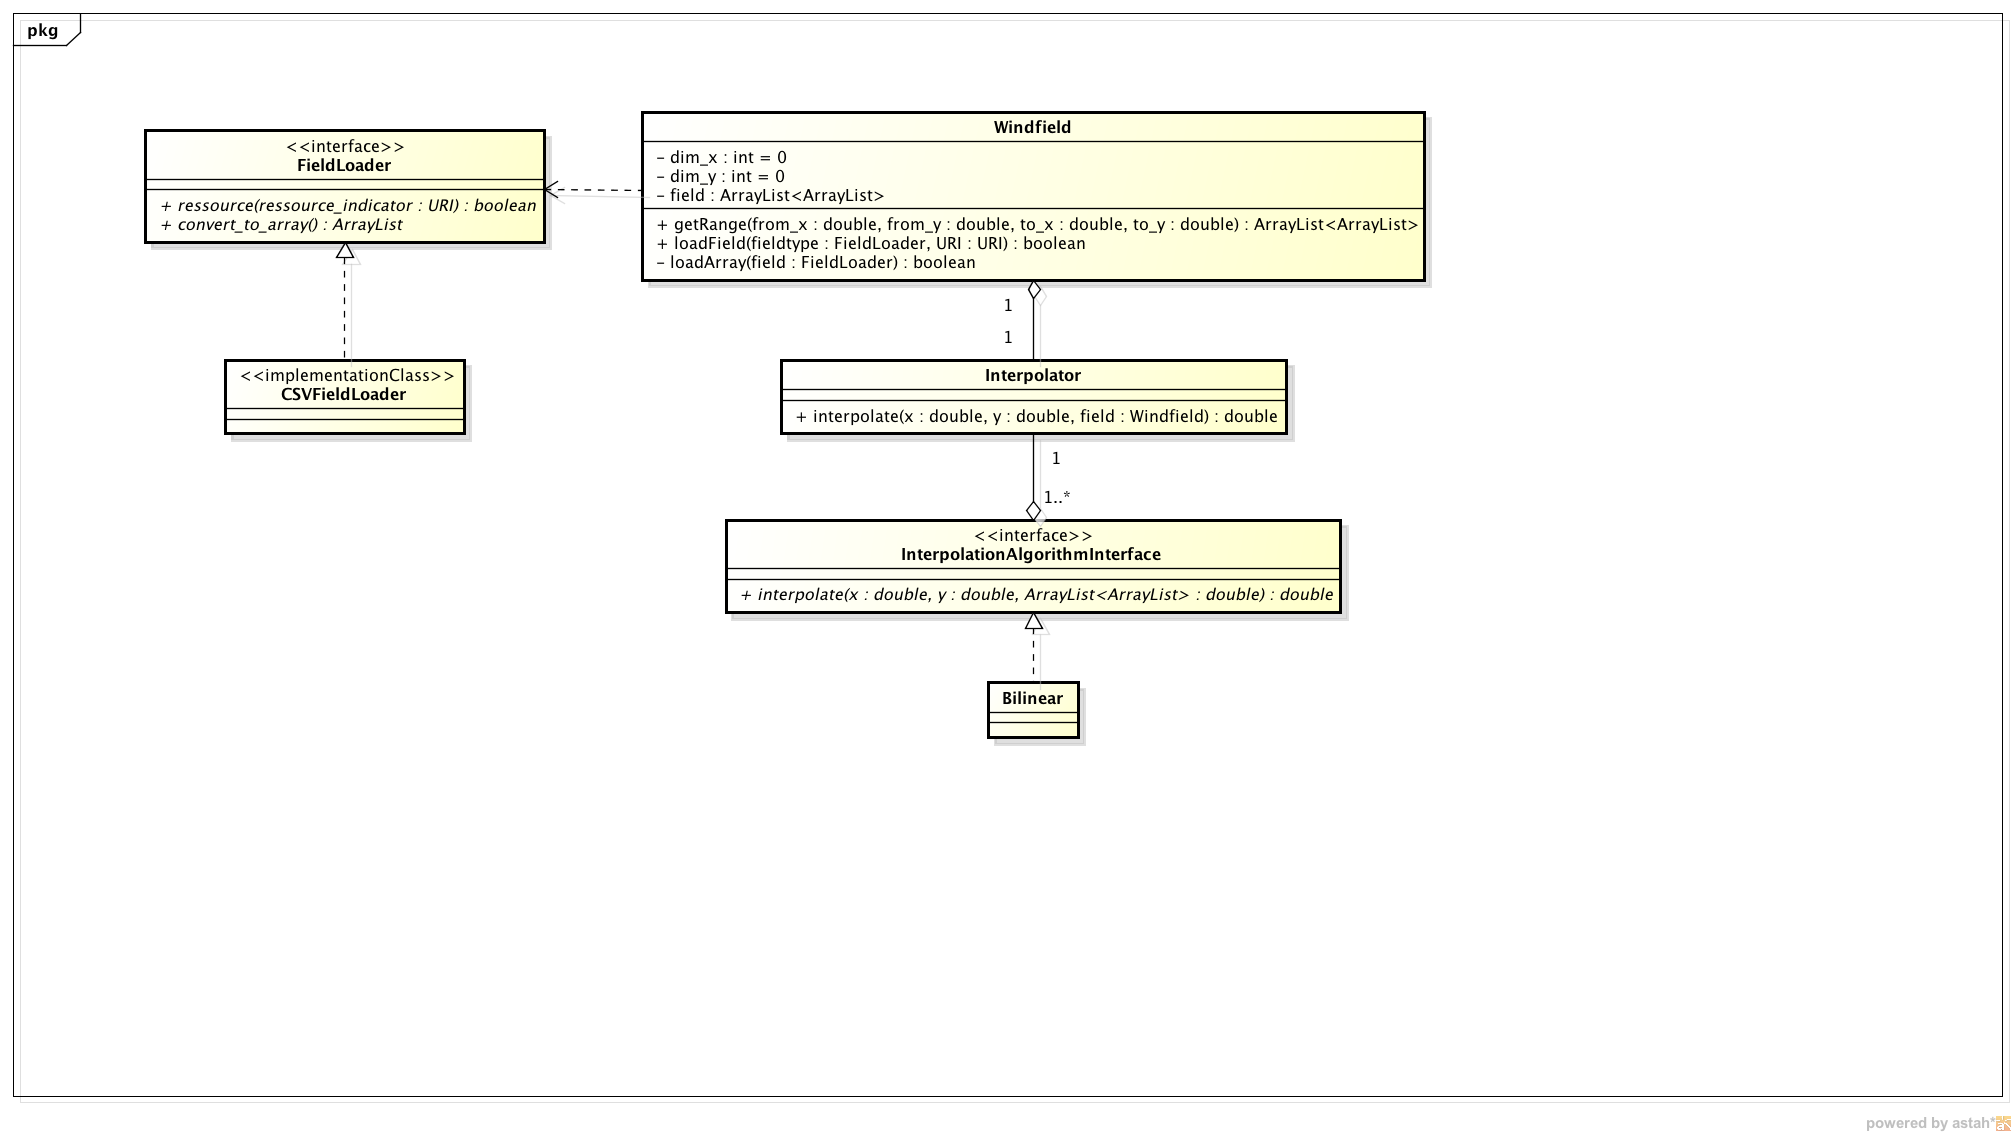 pkg
<<interface>>
FieldLoader
+ ressource(ressource_indicator : URI) : boolean
+ convert_to_array() : ArrayList
Windfield
- dim_x : int = 0
- dim_y : int = 0
- field : ArrayList<ArrayList>
+ getRange(from_x : double, from_y : double, to_x : double, to_y : double) : ArrayList<ArrayList>
+ loadField(fieldtype : FieldLoader, URI : URI) : boolean
- loadArray(field : FieldLoader) : boolean
1
1
<<implementationClass>>
CSVFieldLoader
Interpolator
+ interpolate(x : double, y : double, field : Windfield) : double
1
1..*
<<interface>>
InterpolationAlgorithmInterface
+ interpolate(x : double, y : double, ArrayList<ArrayList> : double) : double
Bilinear
powered by astah*